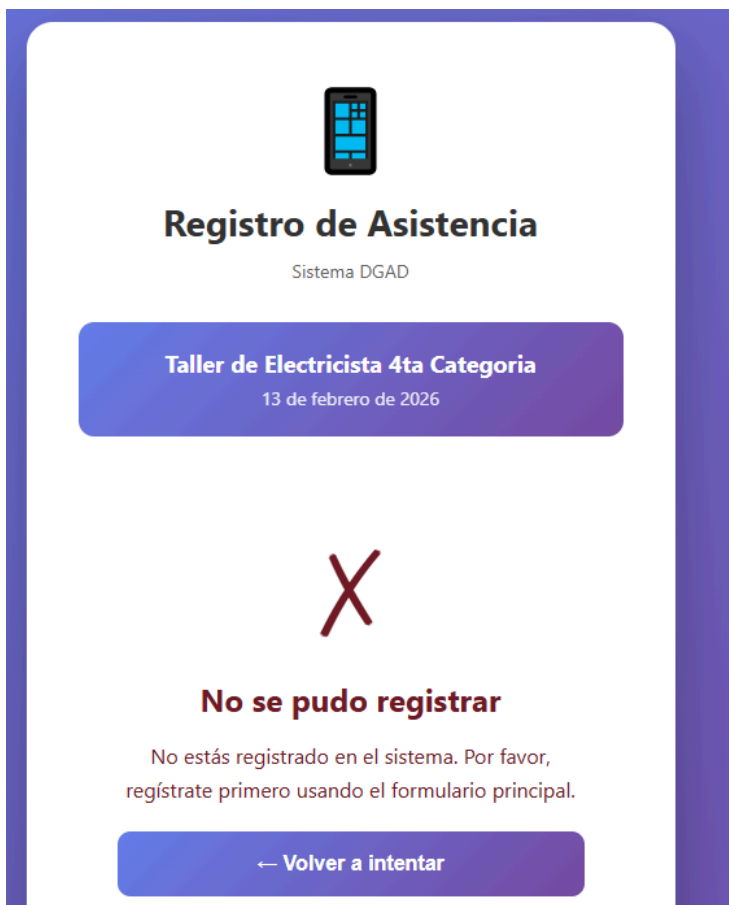 Registro de Asistencia
Sistema DGAD
Taller de Electricista 4ta Categoria
13 de febrero de 2026
No se pudo registrar
No estás registrado en el sistema. Por favor,
regístrate primero usando el formulario principal.
← Volver a intentar